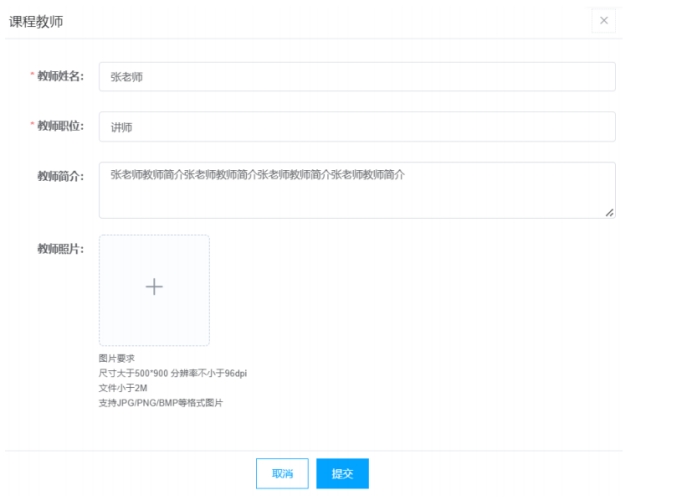 课程教师
* 教师姓名： 张老师
* 教师职位： 讲师
教师简介： 张老师教师简介张老师教师简介张老师教师简介张老师教师简介
教师照片：
图片要求
尺寸大于500*900 分辨率不小于96dpi
文件小于2M
支持JPG/PNG/BMP等格式图片
取消 提交